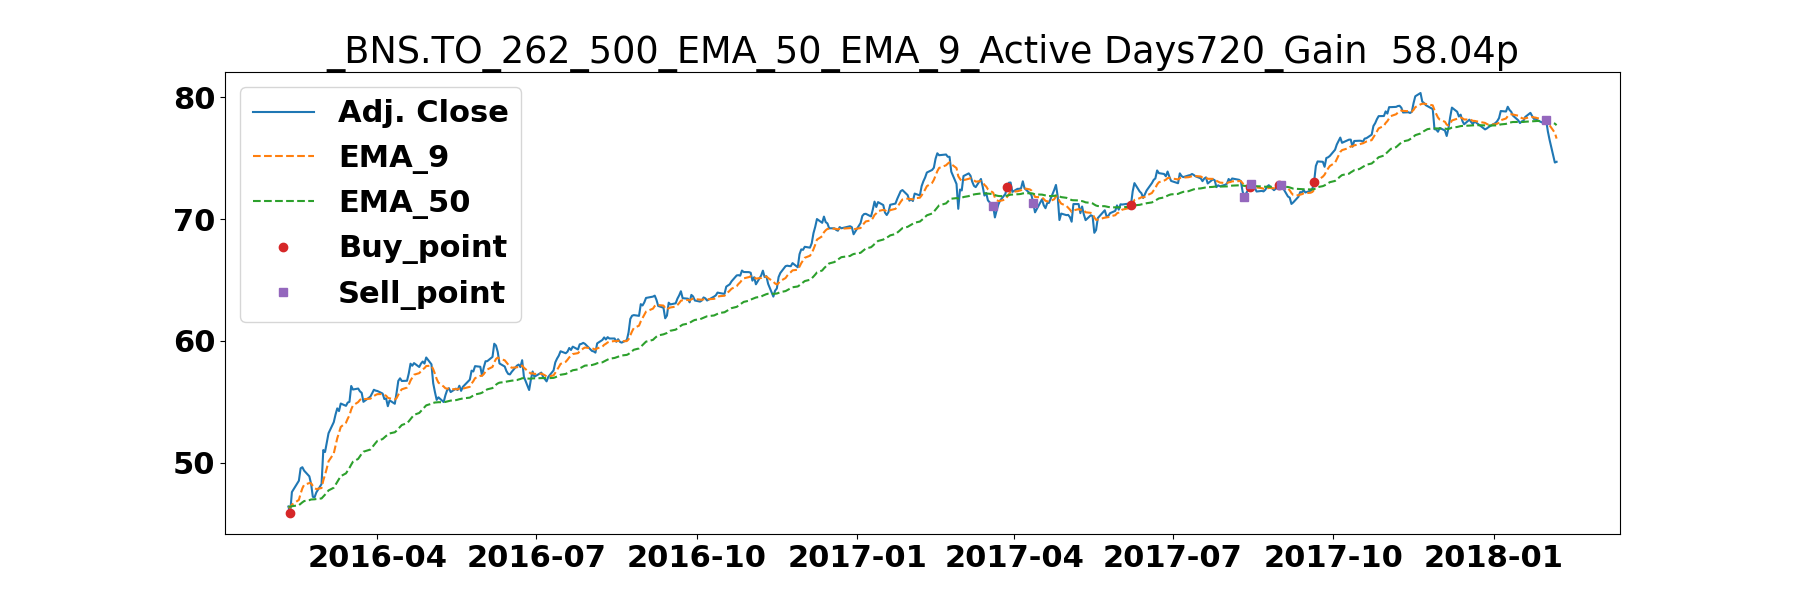 _BNS.TO_262_500_EMA_50_EMA_9_Active Days720_Gain  58.04p
80
70
60
50
Adj. Close
EMA_9
EMA_50
Buy_point
Sell_point
2016-04 2016-07 2016-10 2017-01 2017-04 2017-07 2017-10 2018-01